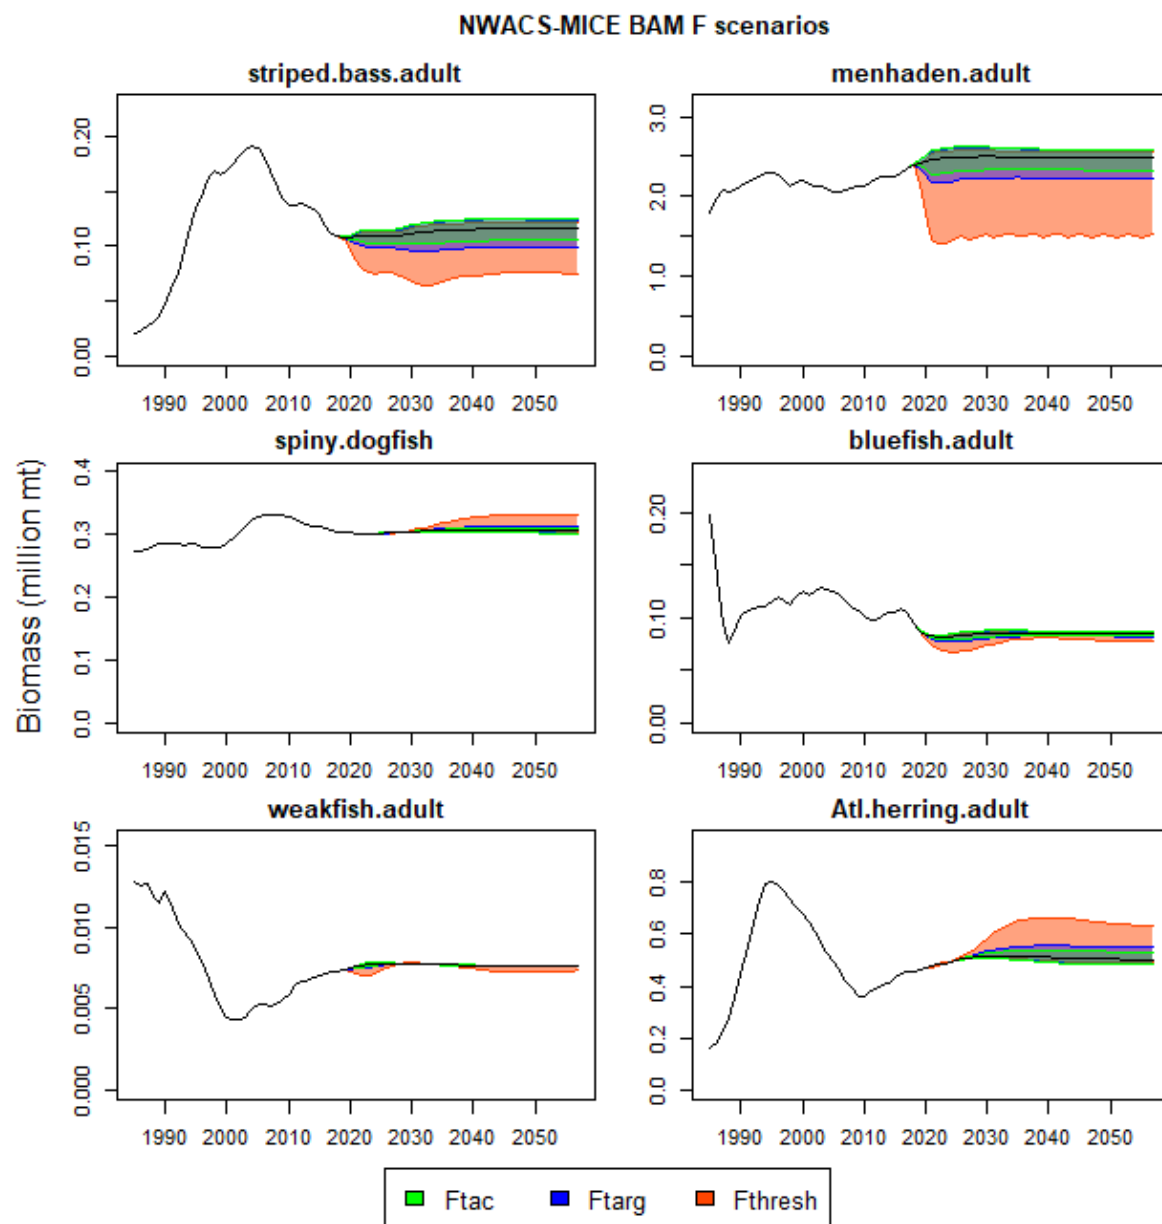 NWACS-MICE BAM F scenarios
striped.bass.adult
0.20
0.10
0.00
1990 2000 2010 2020 2030 2040 2050
menhaden.adult
3.0
2.0
1.0
0.0
1990 2000 2010 2020 2030 2040 2050
Biomass (million mt)
spiny.dogfish
0.4
0.3
0.2
0.1
0.0
1990 2000 2010 2020 2030 2040 2050
bluefish.adult
0.20
0.10
0.00
1990 2000 2010 2020 2030 2040 2050
weakfish.adult
0.015
0.010
0.005
0.000
1990 2000 2010 2020 2030 2040 2050
Atl.herring.adult
0.8
0.6
0.4
0.2
0.0
1990 2000 2010 2020 2030 2040 2050
Ftac Ftarg Fthresh